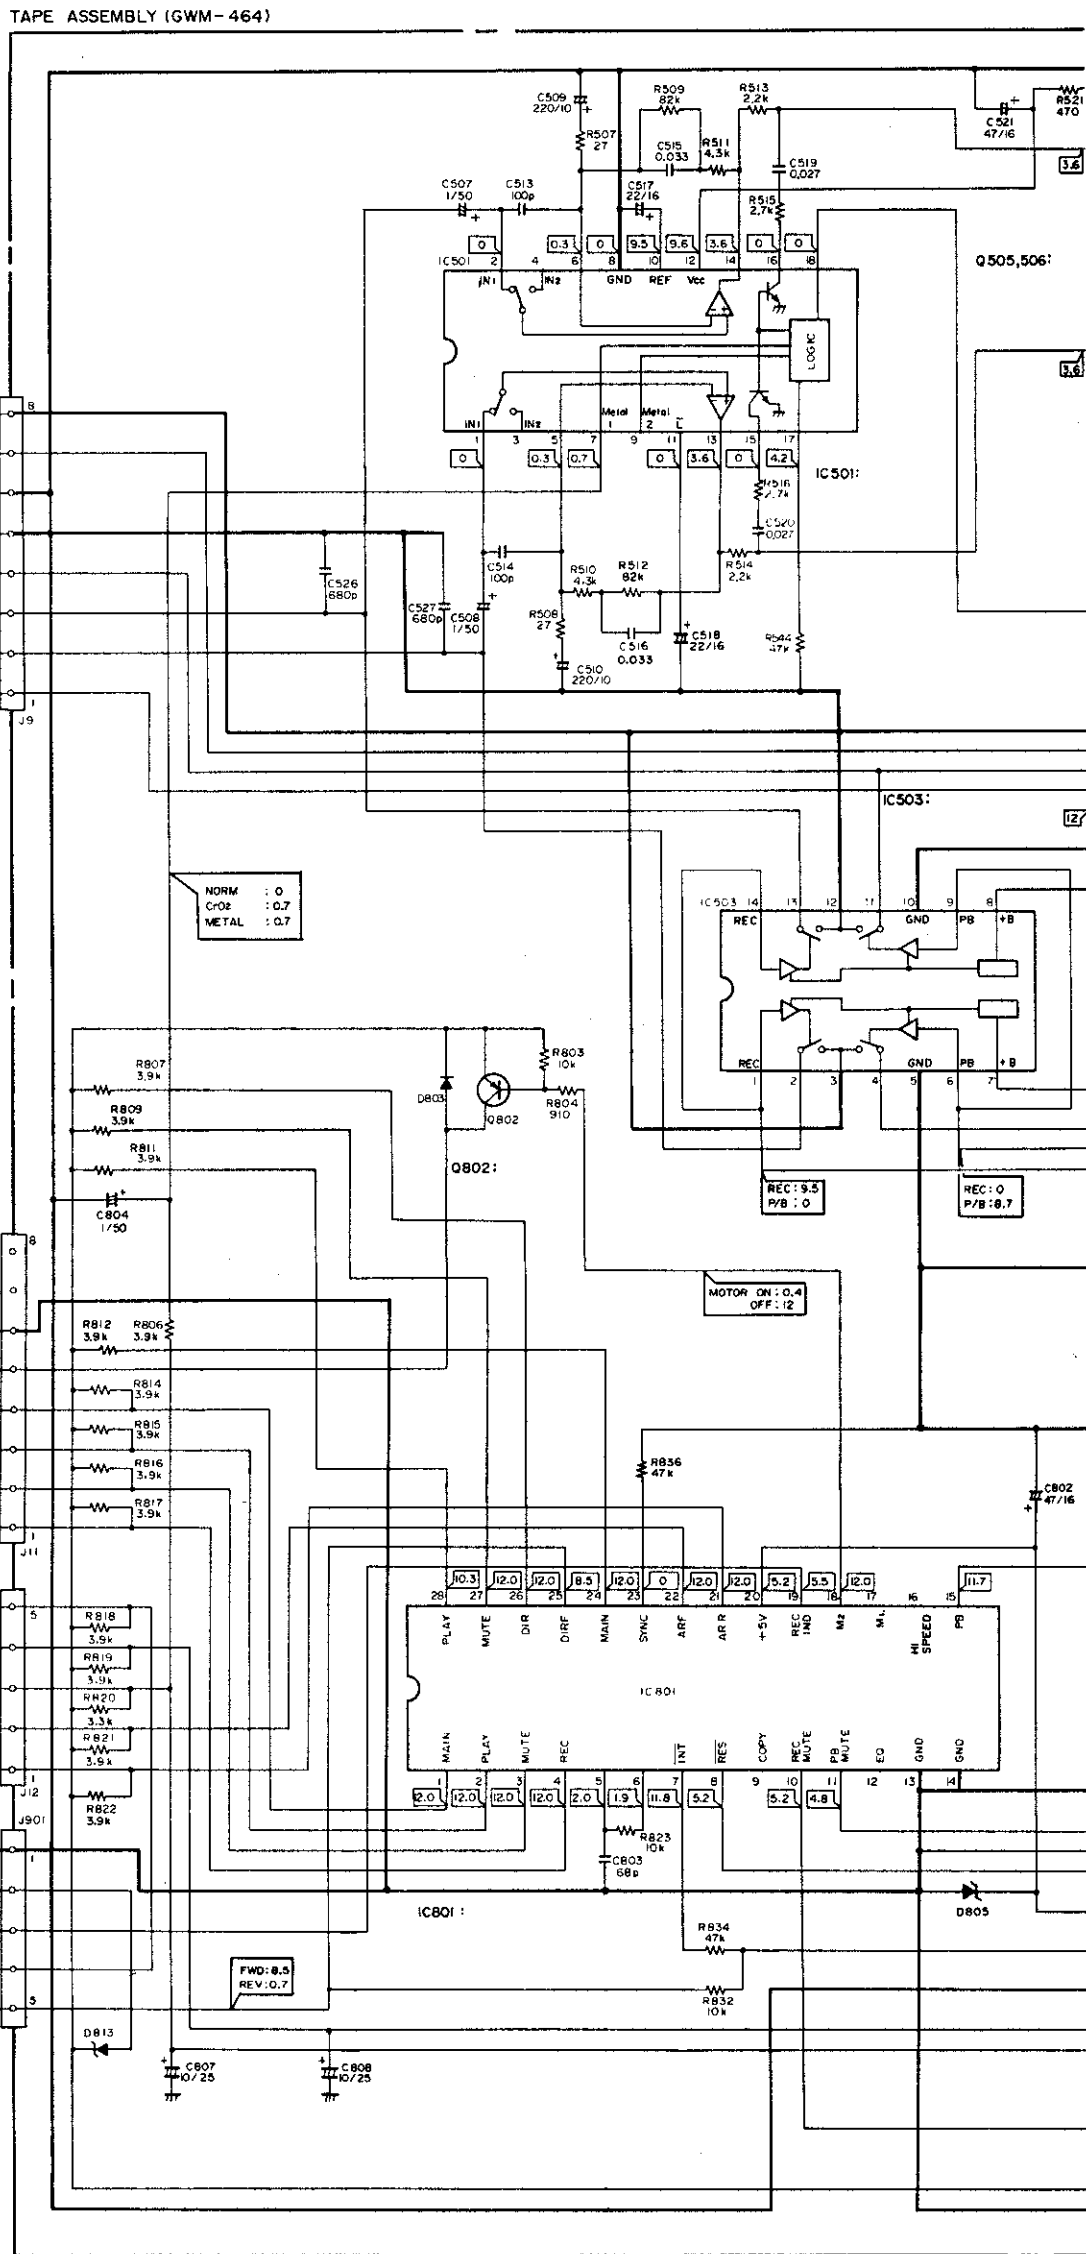 TAPE ASSEMBLY (GWM-464)
C509
220/10
R507
27
R509
82k
C515
0.033
R511
4.3k
R513
2.2k
C519
0.027
R515
2.7k
C521
47/16
R521
470
3.6
C507
1/50
C513
100p
C517
22/16
0
0.3
0
9.5
9.6
3.6
0
0
IC501 2 4 6 8 10 12 14 16 18
IN1 IN2 GND REF Vcc
Q505,506:
LOGIC
3.6
IN1 IN2 Metal 1 Metal 2 L
1 3 5 7 9 11 13 15 17
0
0.3
0.7
0
3.6
0
4.2
IC501:
R516
2.7k
C520
0.027
R514
2.2k
C514
100p
R510
4.3k
R512
82k
C526
680p
C527
680p
C508
1/50
R508
27
C516
0.033
C518
22/16
R544
47k
C510
220/10
8
1
J9
IC503:
12
NORM : 0
CrO2 : 0.7
METAL : 0.7
IC503 14 13 12 11 10 9 8
REC GND PB +B
REC GND PB +B
1 2 3 4 5 6 7
R807
3.9k
R809
3.9k
R811
3.9k
D803
Q802
R803
10k
R804
910
Q802:
REC : 9.5
P/B : 0
REC : 0
P/B : 8.7
C804
1/50
8
MOTOR ON : 0.4
OFF : 12
R812
3.9k
R806
3.9k
R814
3.9k
R815
3.9k
R816
3.9k
R817
3.9k
1
J11
R836
47k
C802
47/16
10.3
12.0
12.0
8.5
12.0
0
12.0
12.0
5.2
5.5
12.0
11.7
28 27 26 25 24 23 22 21 20 19 18 17 16 15
PLAY MUTE DIR DIRF MAIN SYNC ARF ARR +5V REC IND M2 M1 HI SPEED PB
IC801
MAIN PLAY MUTE REC INT RES COPY REC MUTE PB MUTE EQ GND GND
1 2 3 4 5 6 7 8 9 10 11 12 13 14
12.0
12.0
12.0
12.0
2.0
1.9
11.8
5.2
5.2
4.8
5
R818
3.9k
R819
3.9k
R820
3.3k
R821
3.9k
1
J12
R822
3.9k
J901
1
R823
10k
C803
68p
IC801 :
D805
R834
47k
R832
10k
FWD : 8.5
REV : 0.7
5
D813
C807
10/25
C808
10/25